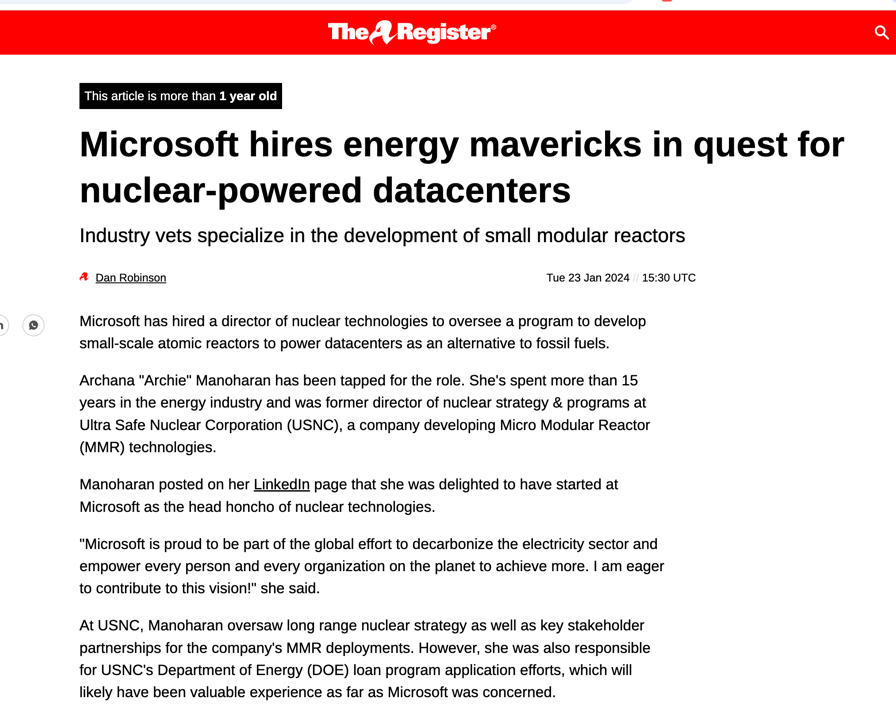 The Register®
This article is more than 1 year old
Microsoft hires energy mavericks in quest for
nuclear-powered datacenters
Industry vets specialize in the development of small modular reactors
Dan Robinson
Tue 23 Jan 2024 // 15:30 UTC
Microsoft has hired a director of nuclear technologies to oversee a program to develop
small-scale atomic reactors to power datacenters as an alternative to fossil fuels.
Archana "Archie" Manoharan has been tapped for the role. She's spent more than 15
years in the energy industry and was former director of nuclear strategy & programs at
Ultra Safe Nuclear Corporation (USNC), a company developing Micro Modular Reactor
(MMR) technologies.
Manoharan posted on her LinkedIn page that she was delighted to have started at
Microsoft as the head honcho of nuclear technologies.
"Microsoft is proud to be part of the global effort to decarbonize the electricity sector and
empower every person and every organization on the planet to achieve more. I am eager
to contribute to this vision!" she said.
At USNC, Manoharan oversaw long range nuclear strategy as well as key stakeholder
partnerships for the company's MMR deployments. However, she was also responsible
for USNC's Department of Energy (DOE) loan program application efforts, which will
likely have been valuable experience as far as Microsoft was concerned.